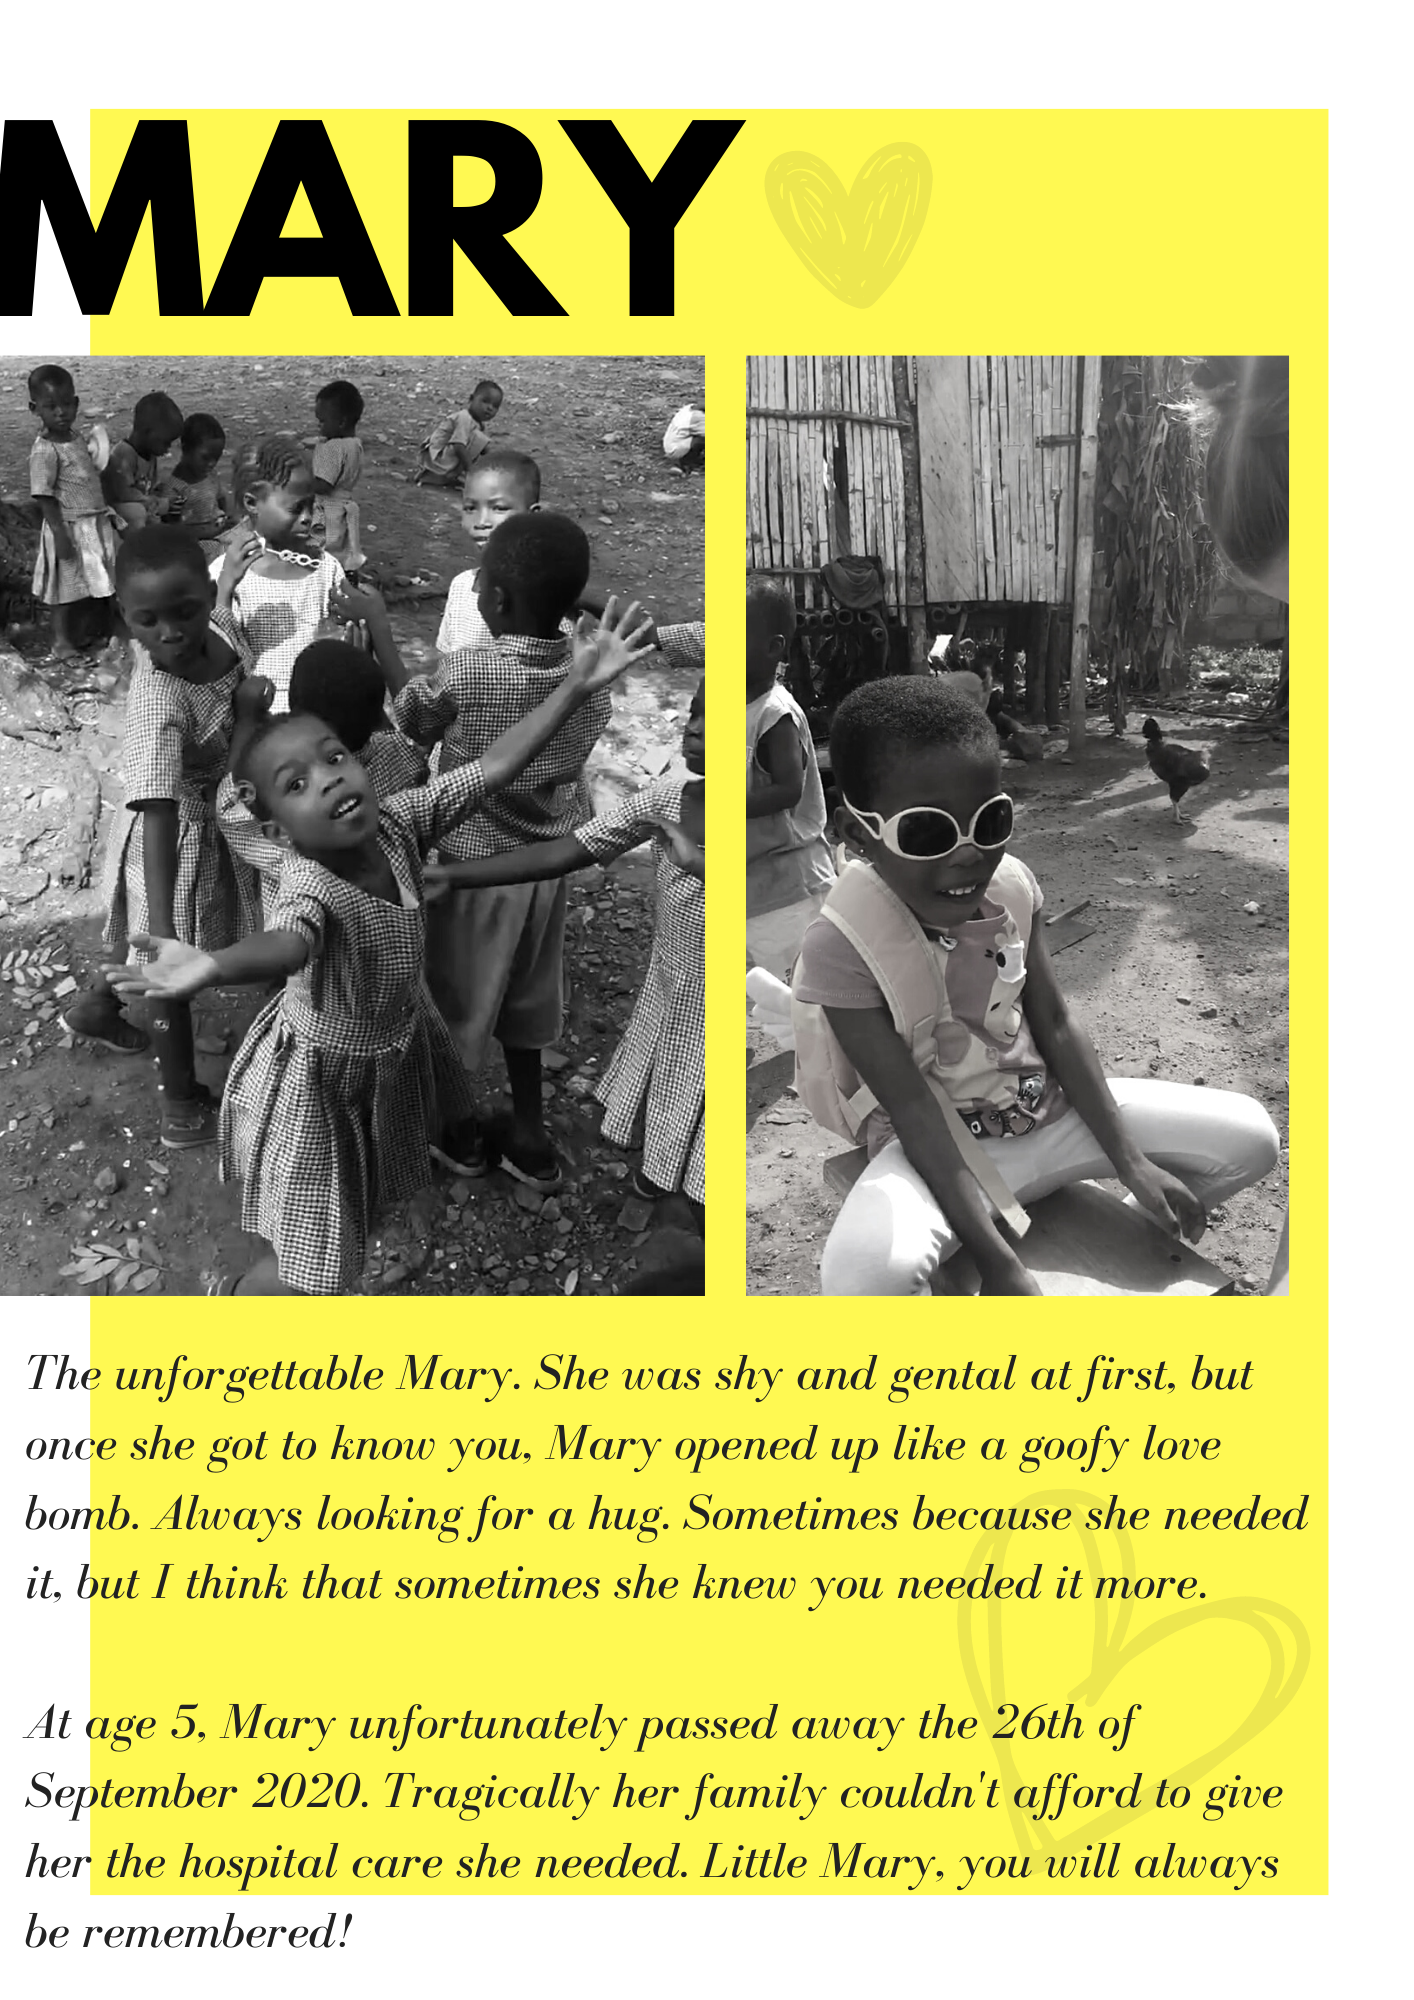 MARY
The unforgettable Mary. She was shy and gental at first, but
once she got to know you, Mary opened up like a goofy love
bomb. Always looking for a hug. Sometimes because she needed
it, but I think that sometimes she knew you needed it more.
At age 5, Mary unfortunately passed away the 26th of
September 2020. Tragically her family couldn't afford to give
her the hospital care she needed. Little Mary, you will always
be remembered!